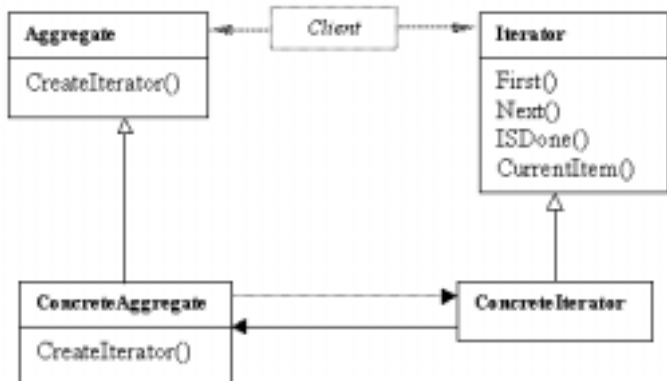 Aggregate
CreateIterator()
Client
Iterator
First()
Next()
ISDone()
CurrentItem()
ConcreteAggregate
CreateIterator()
ConcreteIterator